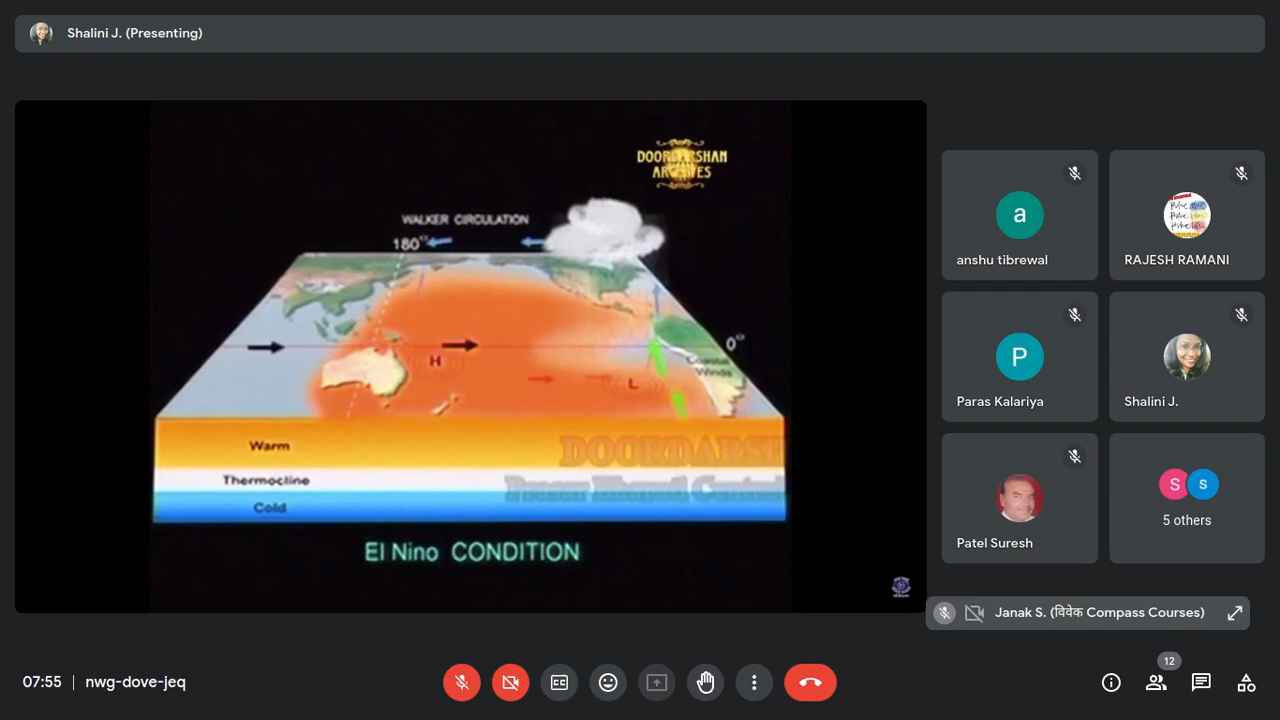 Shalini J. (Presenting)
DOORDARSHAN
ARCHIVES
WALKER CIRCULATION
180°
0°
H
L
Coastal
Winds
Warm
Thermocline
Cold
DOORDARSH
El Nino CONDITION
a
anshu tibrewal
RAJESH RAMANI
P
Paras Kalariya
Shalini J.
Patel Suresh
S
s
5 others
Janak S. (विवेक Compass Courses)
07:55 | nwg-dove-jeq
12